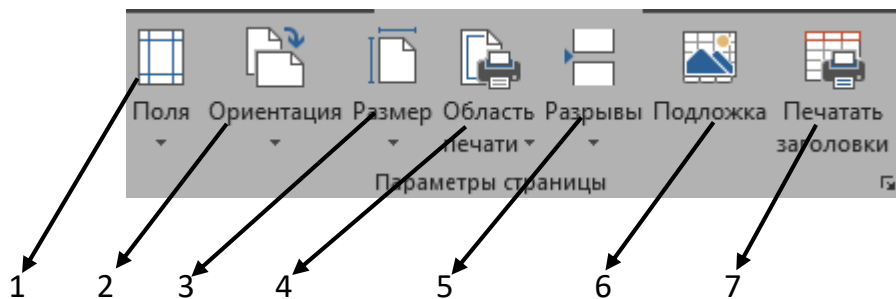 Поля Ориентация Размер Область Разрывы Подложка Печатать
печати заголовки
Параметры страницы
1 2 3 4 5 6 7